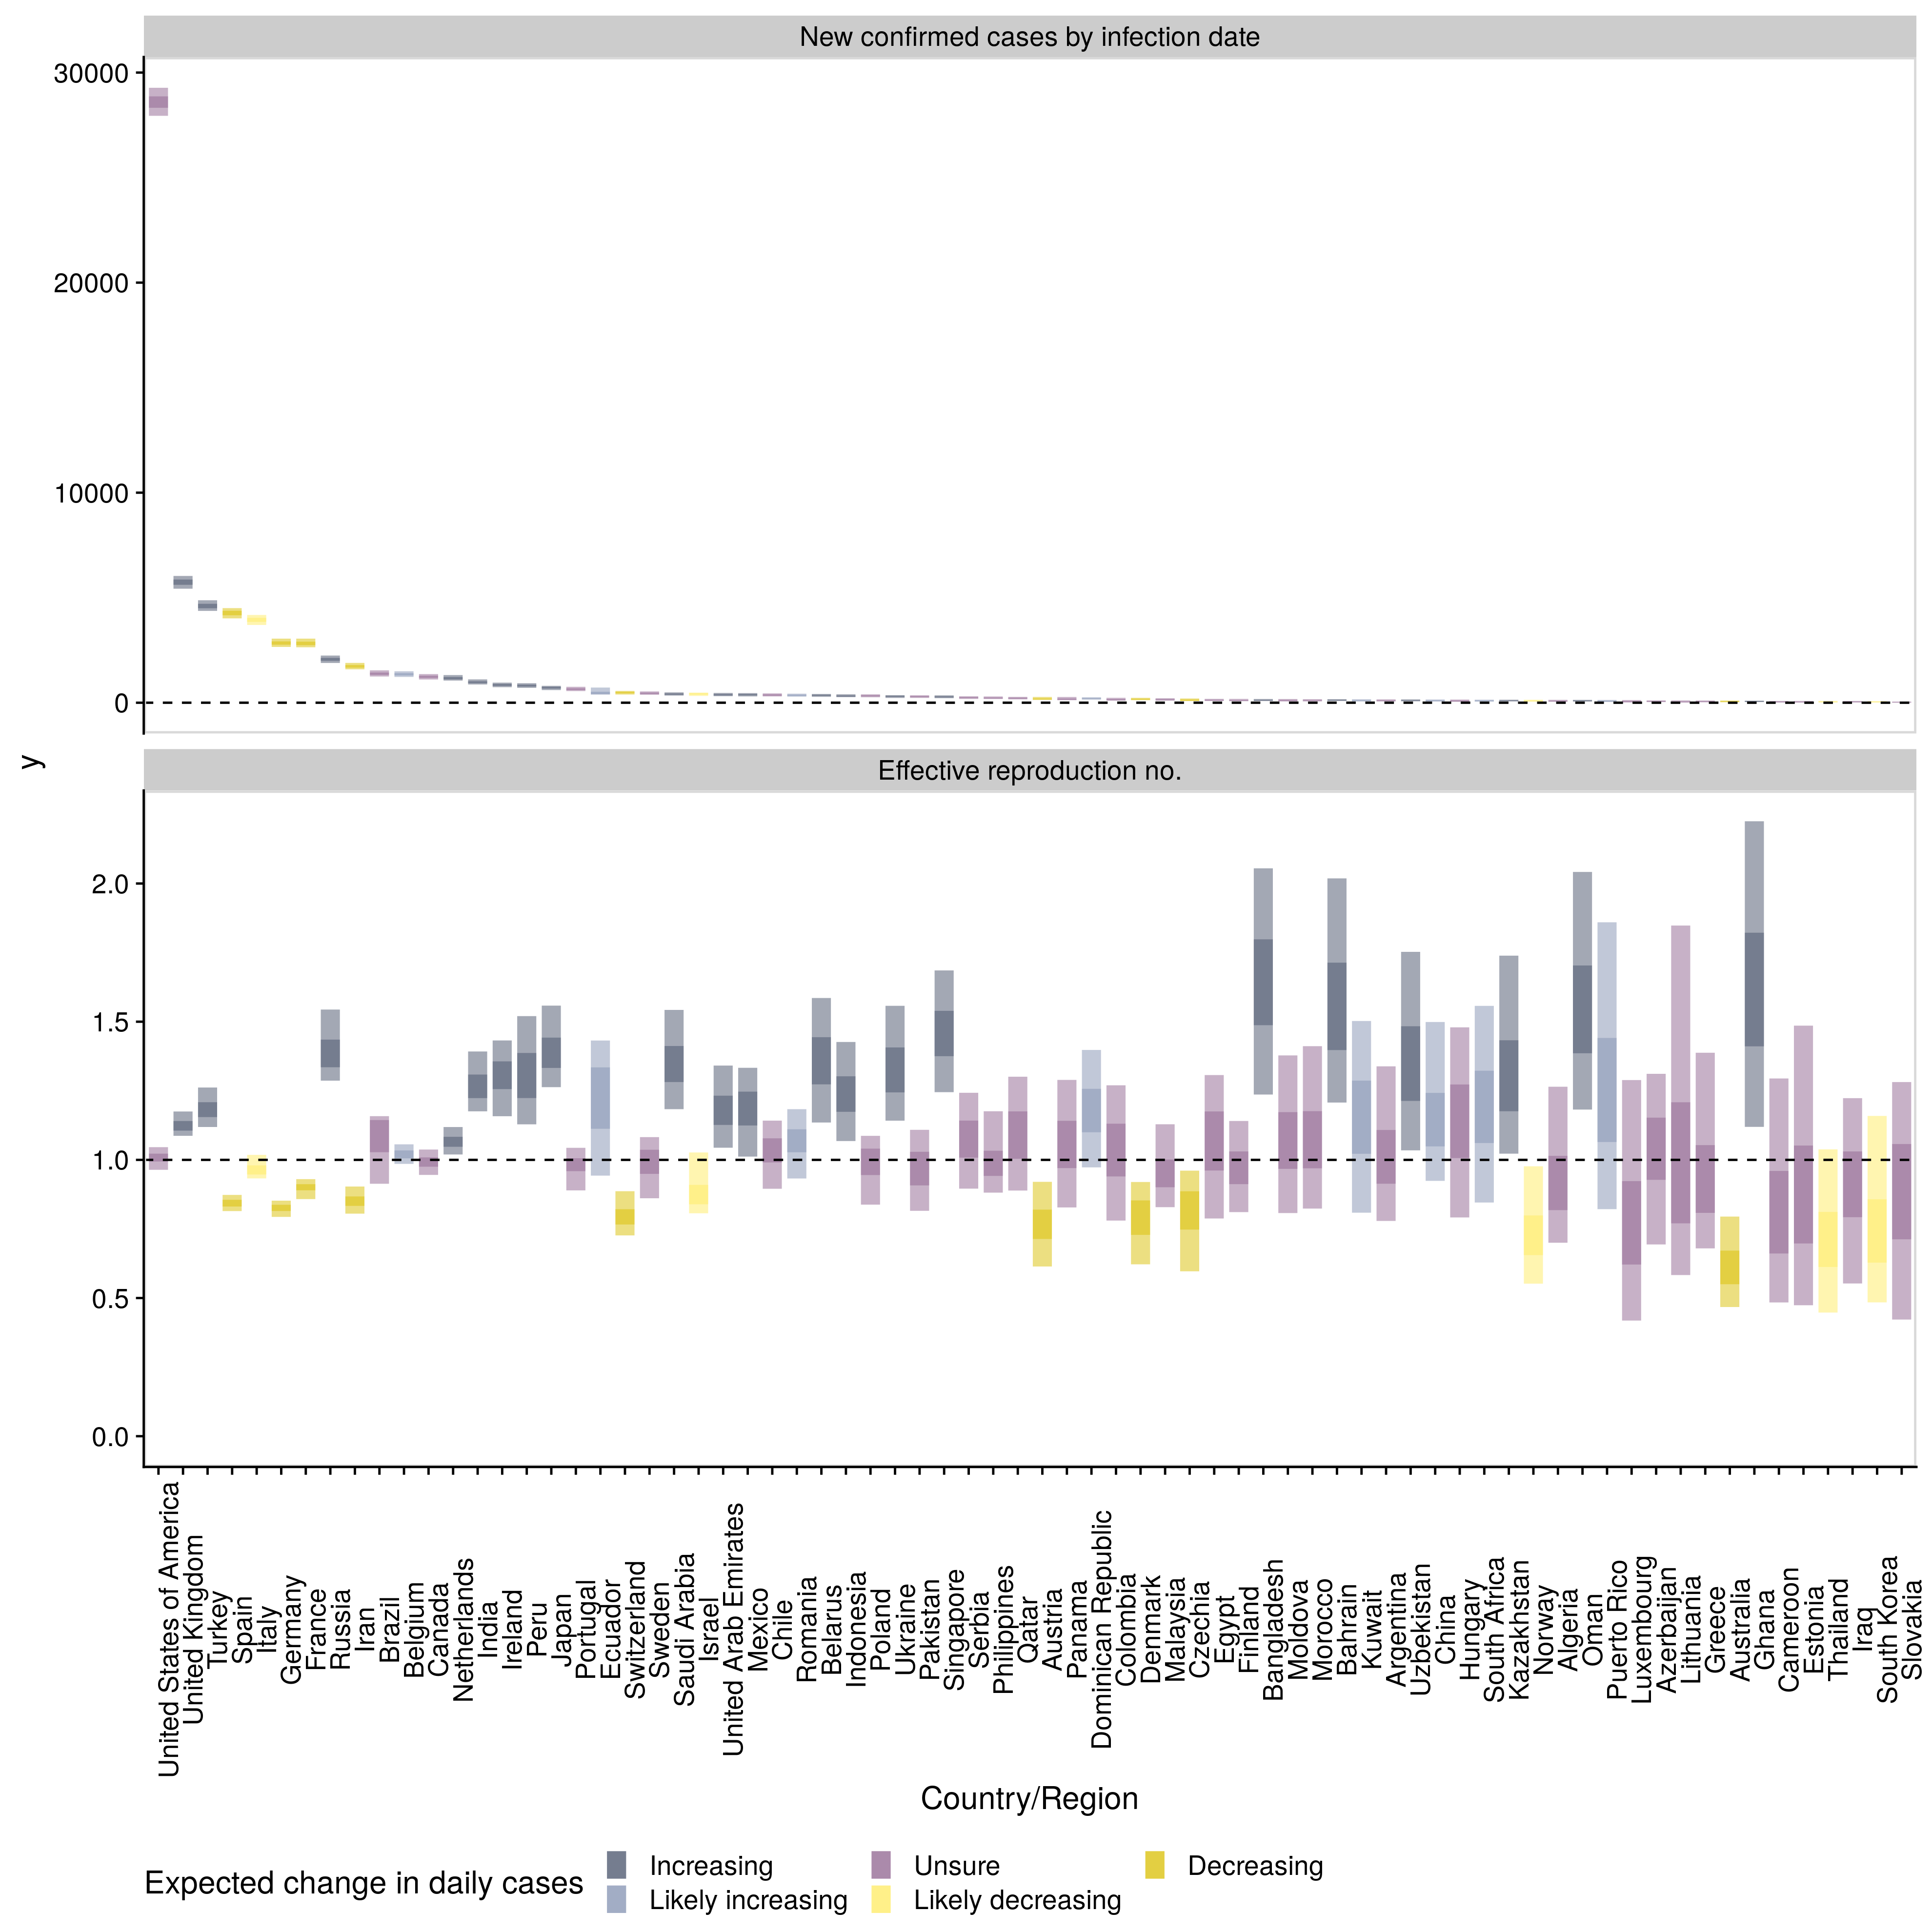 New confirmed cases by infection date
30000
20000
10000
0
y
Effective reproduction no.
2.0
1.5
1.0
0.5
0.0
United States of America
United Kingdom
Turkey
Spain
Italy
Germany
France
Russia
Iran
Brazil
Belgium
Canada
Netherlands
India
Ireland
Peru
Japan
Portugal
Ecuador
Switzerland
Sweden
Saudi Arabia
Israel
United Arab Emirates
Mexico
Chile
Romania
Belarus
Indonesia
Poland
Ukraine
Pakistan
Singapore
Serbia
Philippines
Qatar
Austria
Panama
Dominican Republic
Colombia
Denmark
Malaysia
Czechia
Egypt
Finland
Bangladesh
Moldova
Morocco
Bahrain
Kuwait
Argentina
Uzbekistan
China
Hungary
South Africa
Kazakhstan
Norway
Algeria
Oman
Puerto Rico
Luxembourg
Azerbaijan
Lithuania
Greece
Australia
Ghana
Cameroon
Estonia
Thailand
Iraq
South Korea
Slovakia
Country/Region
Expected change in daily cases
Increasing
Unsure
Decreasing
Likely increasing
Likely decreasing